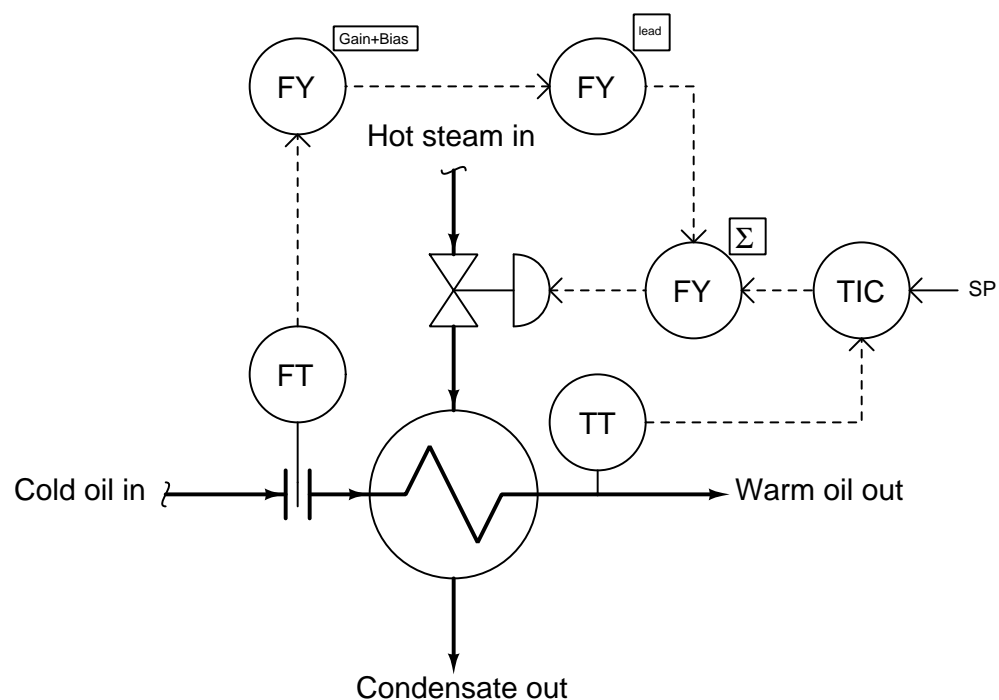 Gain+Bias
lead
FY
FY
Hot steam in
Σ
FY
TIC
SP
FT
TT
Cold oil in
Warm oil out
Condensate out